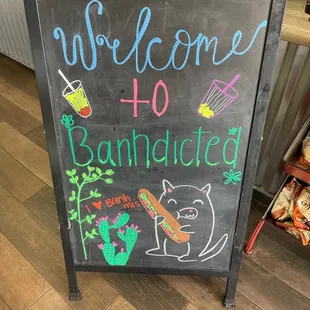 Welcome
to
Banhdicted
I ♥ Banh
mis